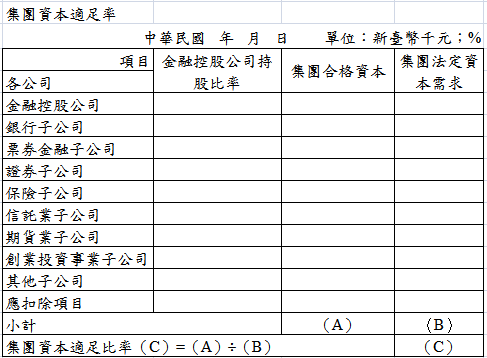 集團資本適足率
中華民國 年 月 日 單位：新臺幣千元；%
項目
各公司
金融控股公司持
股比率
集團合格資本
集團法定資
本需求
金融控股公司
銀行子公司
票券金融子公司
證券子公司
保險子公司
信託業子公司
期貨業子公司
創業投資事業子公司
其他子公司
應扣除項目
小計 （A） （B）
集團資本適足比率（C）=（A）÷（B） （C）